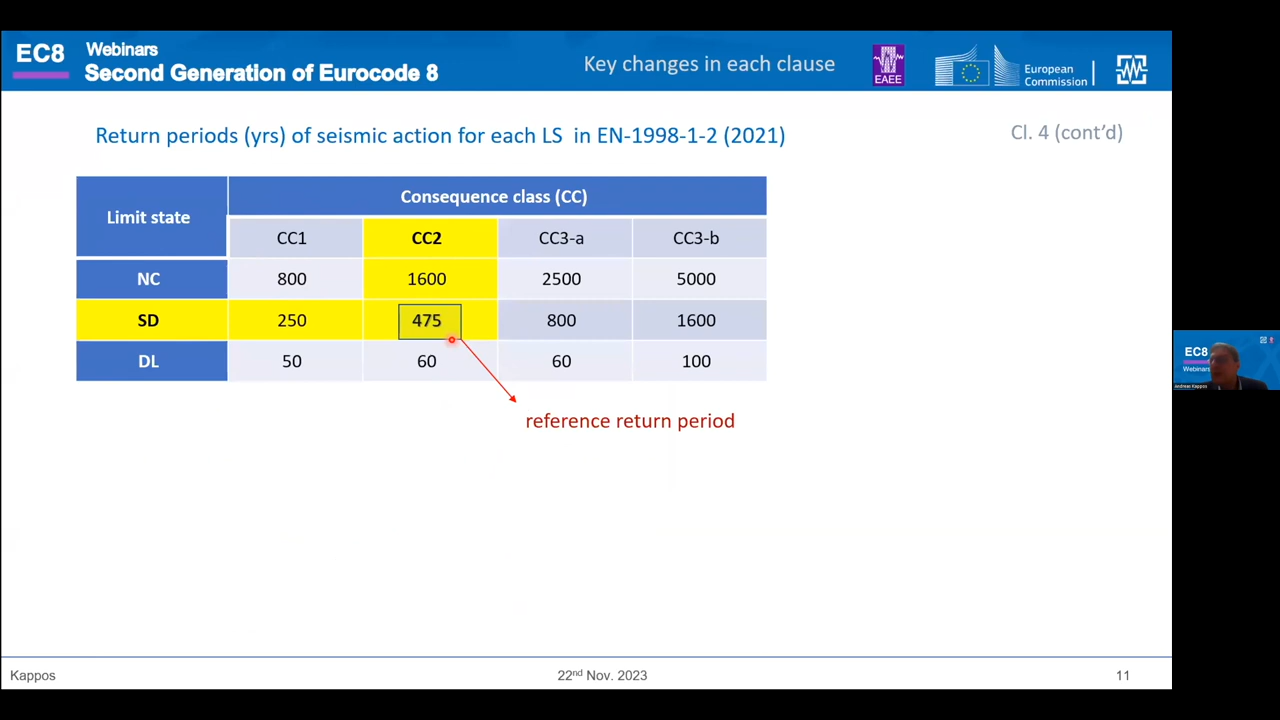 EC8
Webinars
Second Generation of Eurocode 8
Key changes in each clause
EAEE
European
Commission
Return periods (yrs) of seismic action for each LS in EN-1998-1-2 (2021)
Cl. 4 (cont’d)
Limit state
Consequence class (CC)
CC1 CC2 CC3-a CC3-b
NC 800 1600 2500 5000
SD 250 475 800 1600
DL 50 60 60 100
reference return period
EC8
Webinars
Andreas Kappos
Kappos
22nd Nov. 2023
11